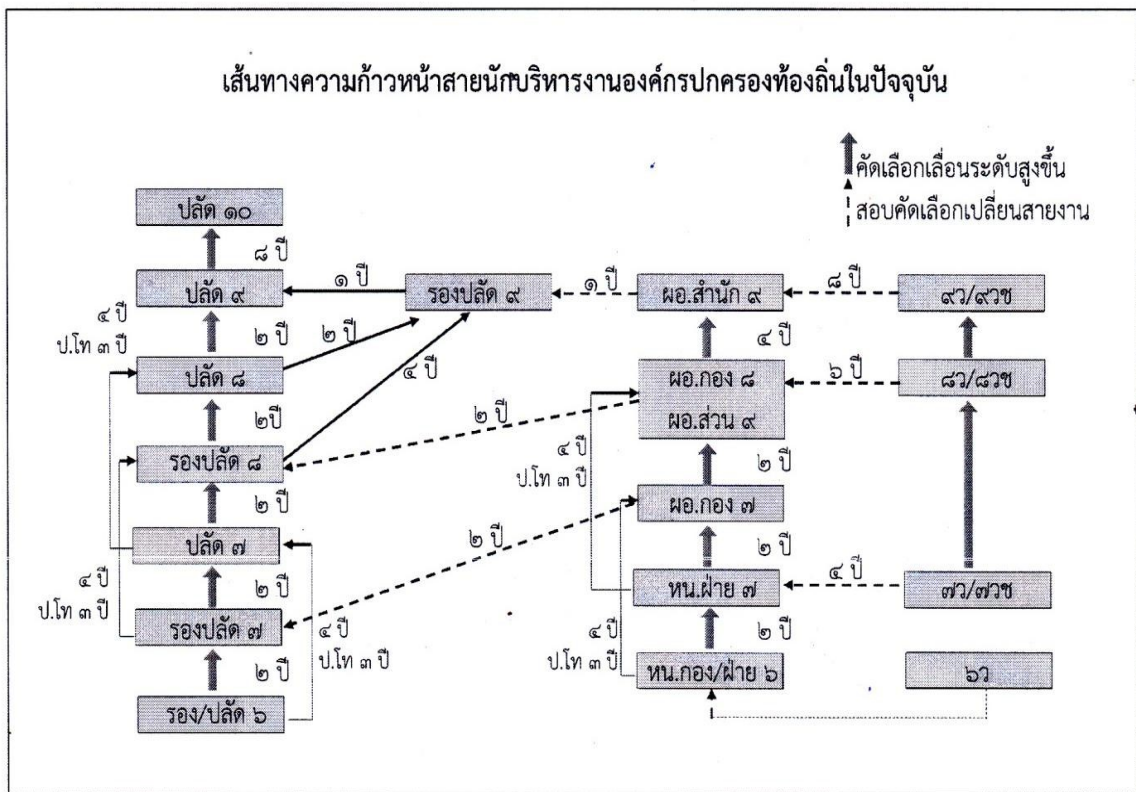 เส้นทางความก้าวหน้าสายนักบริหารงานองค์กรปกครองท้องถิ่นในปัจจุบัน
คัดเลือกเลื่อนระดับสูงขึ้น
สอบคัดเลือกเปลี่ยนสายงาน
ปลัด ๑๐
๘ ปี
ปลัด ๙
๑ ปี
รองปลัด ๙
๑ ปี
ผอ.สำนัก ๙
๘ ปี
๙ว/๙วช
๔ ปี
ป.โท ๓ ปี
๒ ปี
๒ ปี
๔ ปี
๔ ปี
ปลัด ๘
ผอ.กอง ๘
ผอ.ส่วน ๙
๖ ปี
๘ว/๘วช
๒ปี
๒ ปี
รองปลัด ๘
๔ ปี
ป.โท ๓ ปี
๒ ปี
๒ ปี
ผอ.กอง ๗
ปลัด ๗
๒ ปี
๒ ปี
๔ ปี
ป.โท ๓ ปี
๒ ปี
หน.ฝ่าย ๗
๔ ปี
๗ว/๗วช
รองปลัด ๗
๔ ปี
ป.โท ๓ ปี
๔ ปี
ป.โท ๓ ปี
๒ ปี
๒ ปี
หน.กอง/ฝ่าย ๖
๖ว
รอง/ปลัด ๖